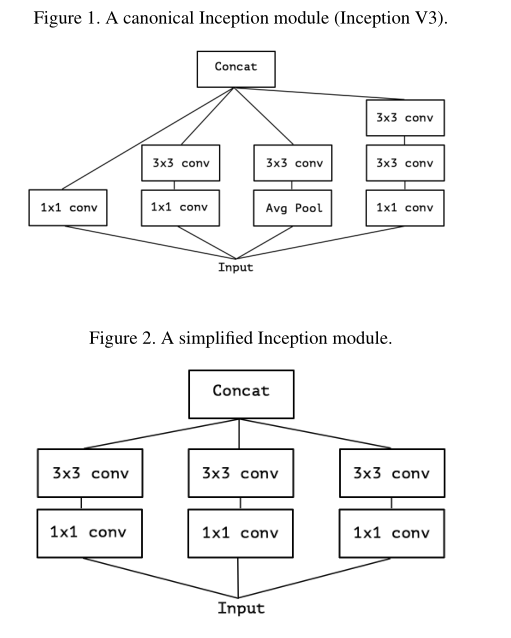 Figure 1. A canonical Inception module (Inception V3).
Concat
3x3 conv
3x3 conv
3x3 conv
3x3 conv
1x1 conv
1x1 conv
Avg Pool
1x1 conv
Input
Figure 2. A simplified Inception module.
Concat
3x3 conv
3x3 conv
3x3 conv
1x1 conv
1x1 conv
1x1 conv
Input